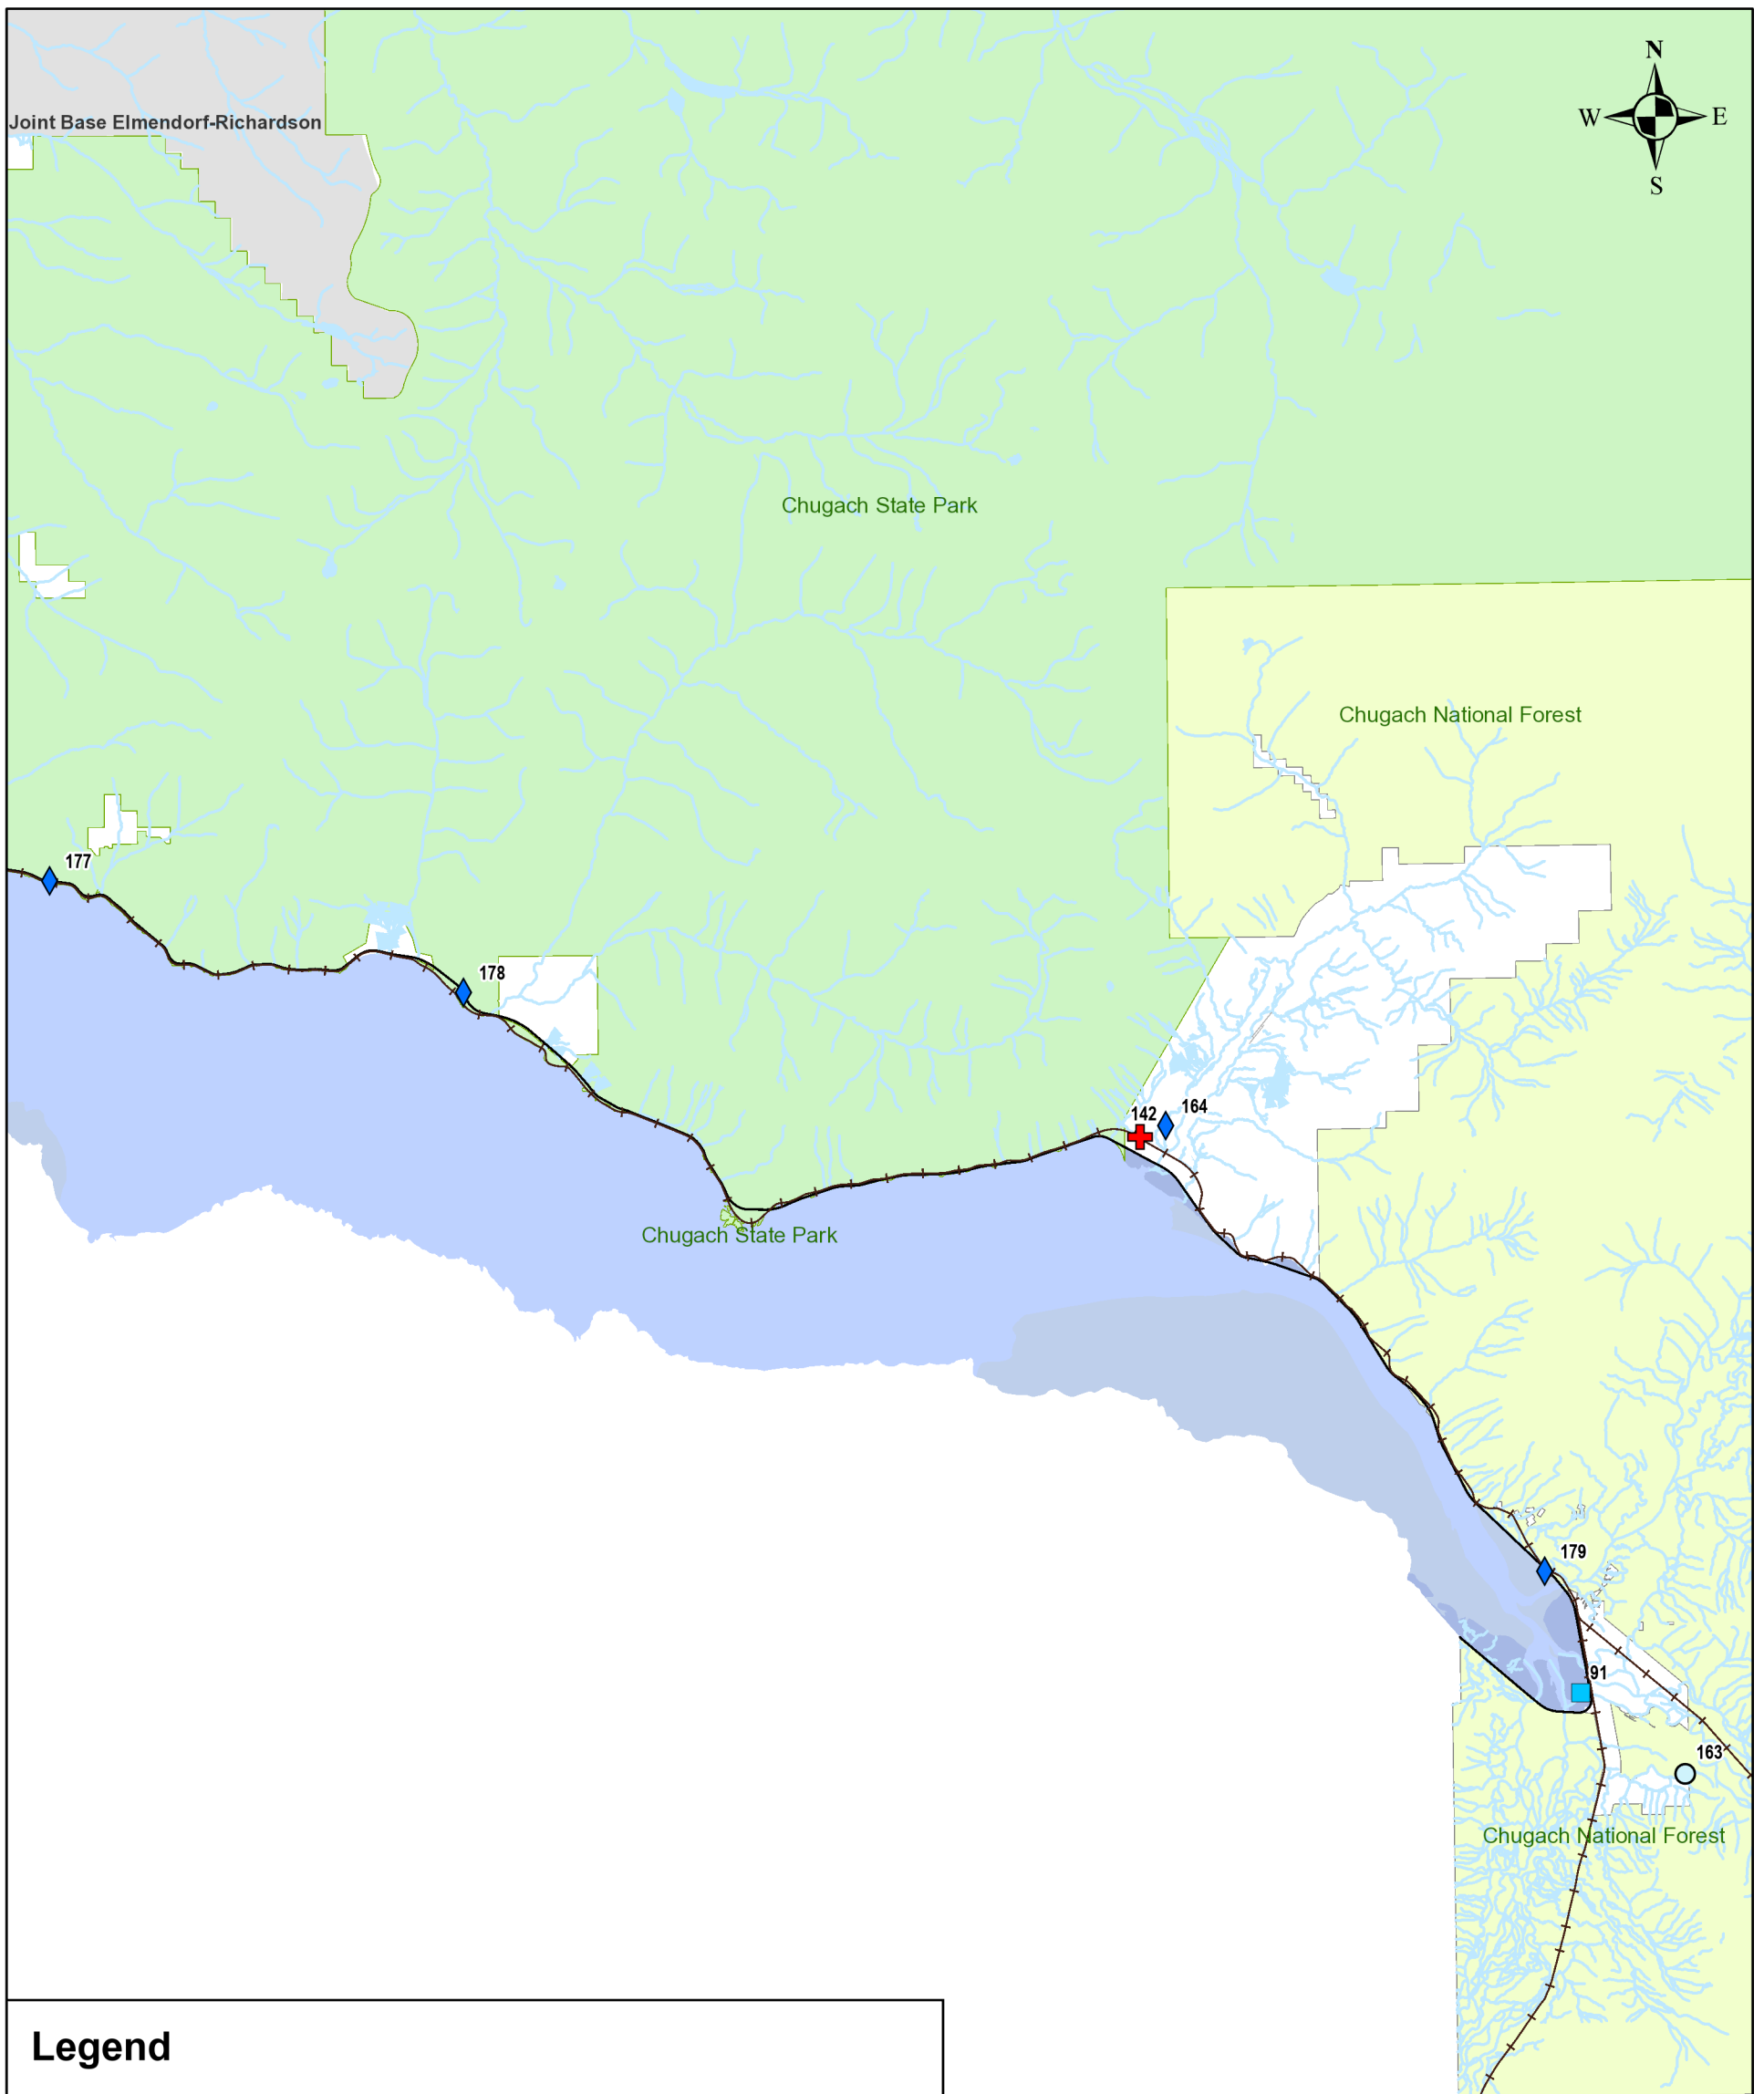 N
W E
S
Joint Base Elmendorf-Richardson
Chugach State Park
Chugach National Forest
177
178
142
164
Chugach State Park
179
91
163
Chugach National Forest
Legend